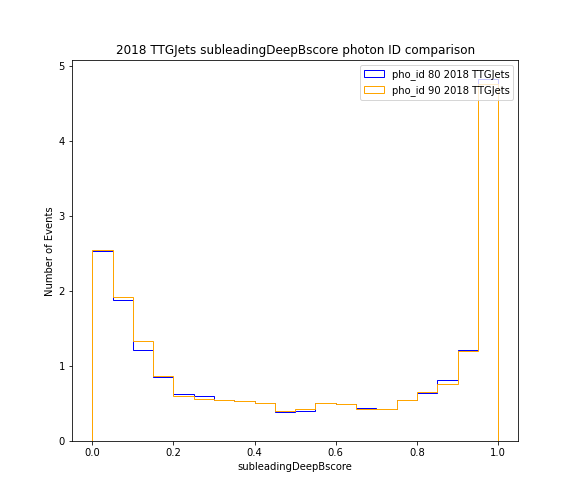 2018 TTGJets subleadingDeepBscore photon ID comparison
pho_id 80 2018 TTGJets
pho_id 90 2018 TTGJets
Number of Events
5
4
3
2
1
0
0.0 0.2 0.4 0.6 0.8 1.0
subleadingDeepBscore